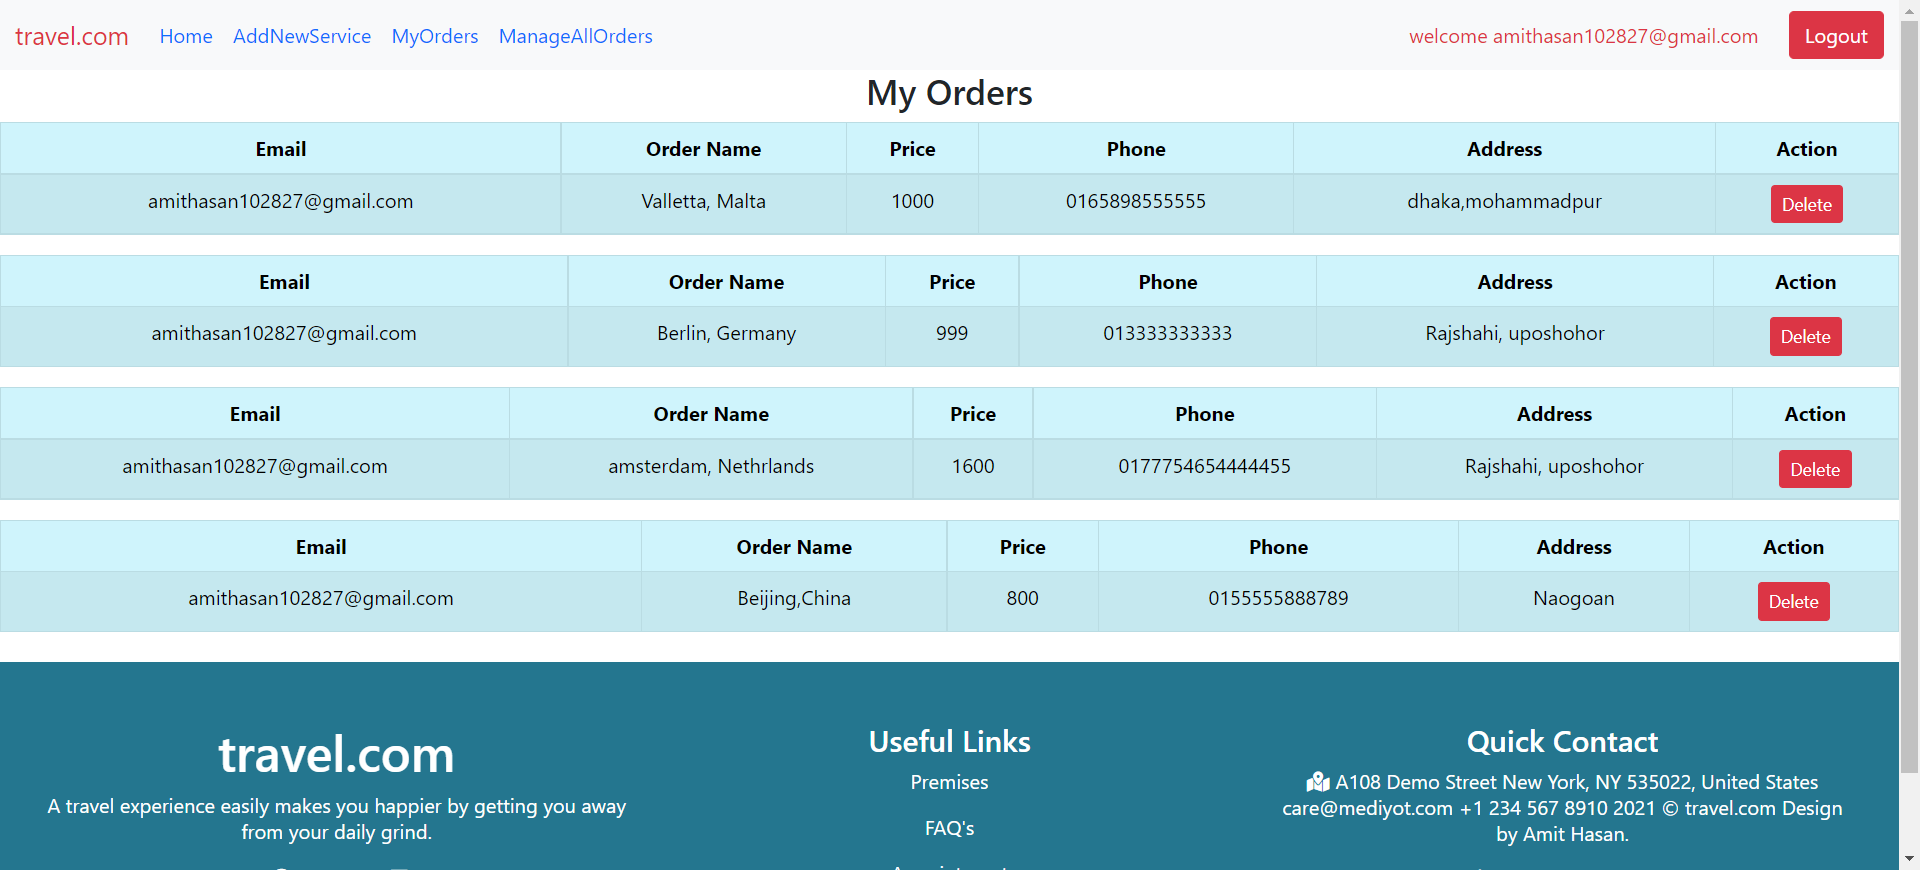 travel.com Home AddNewService MyOrders ManageAllOrders welcome amithasan102827@gmail.com Logout
My Orders
Email Order Name Price Phone Address Action
amithasan102827@gmail.com Valletta, Malta 1000 0165898555555 dhaka,mohammadpur Delete
Email Order Name Price Phone Address Action
amithasan102827@gmail.com Berlin, Germany 999 013333333333 Rajshahi, uposhohor Delete
Email Order Name Price Phone Address Action
amithasan102827@gmail.com amsterdam, Nethrlands 1600 0177754654444455 Rajshahi, uposhohor Delete
Email Order Name Price Phone Address Action
amithasan102827@gmail.com Beijing,China 800 0155555888789 Naogoan Delete
travel.com
A travel experience easily makes you happier by getting you away
from your daily grind.
Useful Links
Premises
FAQ's
Quick Contact
A108 Demo Street New York, NY 535022, United States
care@mediyot.com +1 234 567 8910 2021 © travel.com Design
by Amit Hasan.